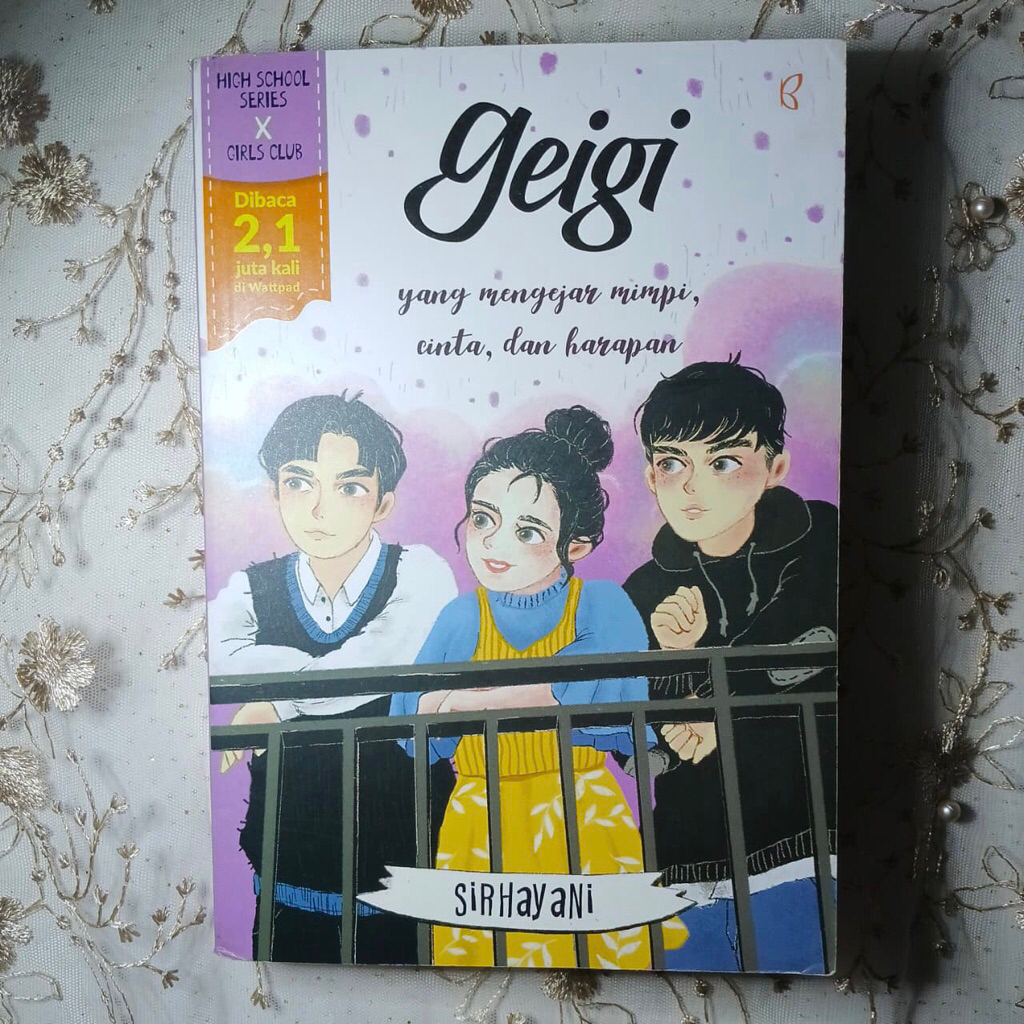 HIGH SCHOOL
SERIES
X
GIRLS CLUB
Dibaca
2,1
juta kali
di Wattpad
B
geigi
yang mengejar mimpi,
cinta, dan harapan
SIRHAYANI